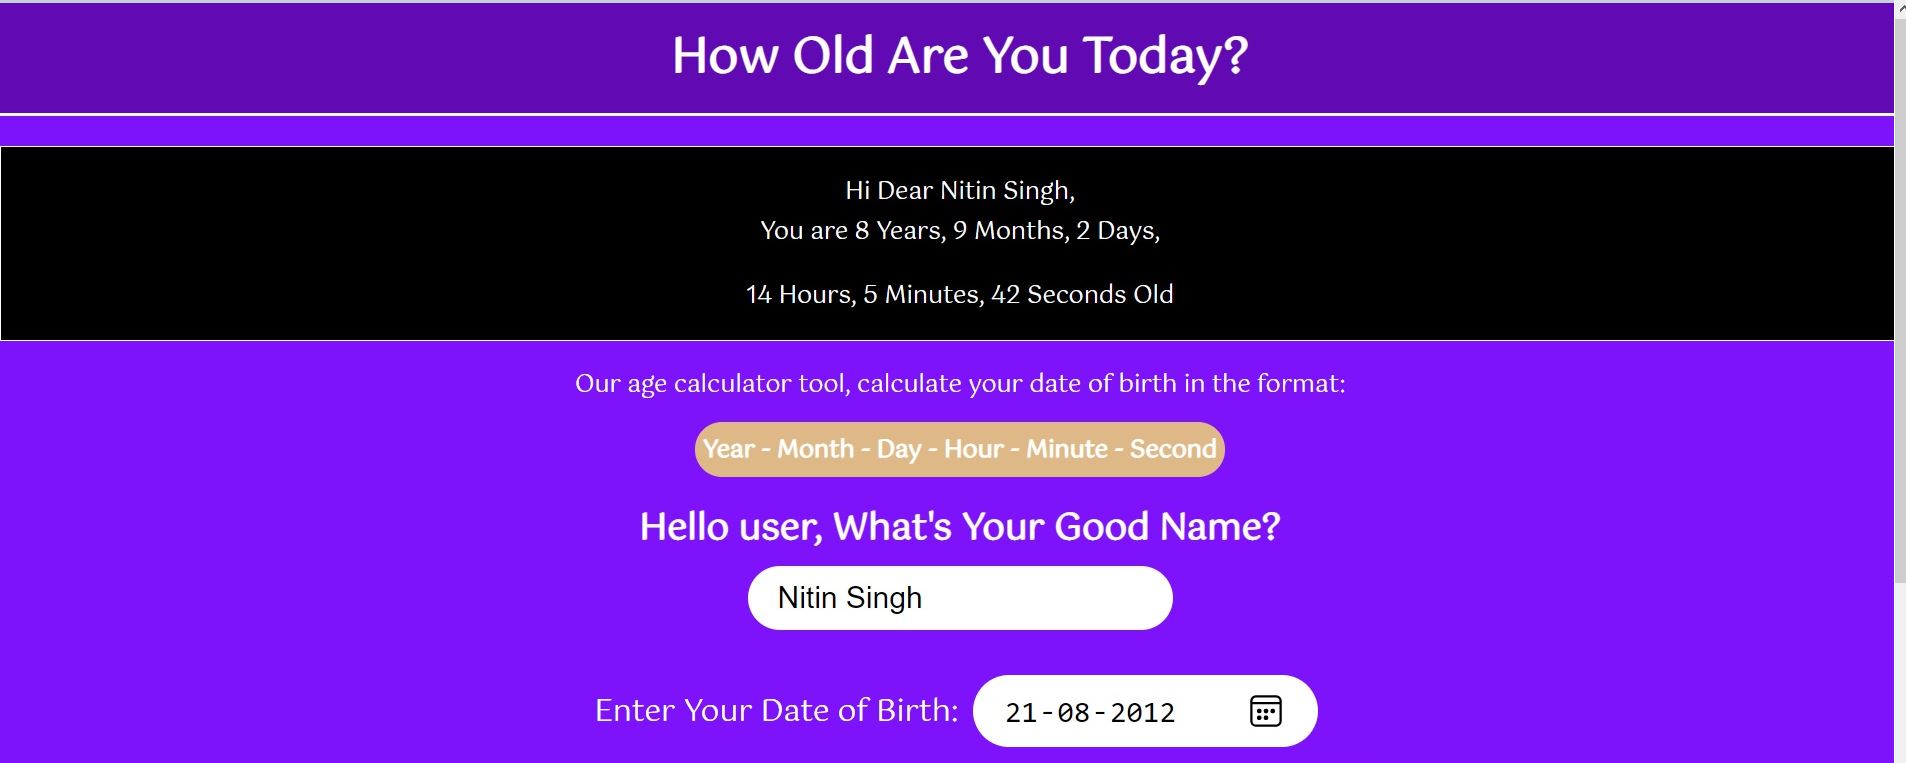 How Old Are You Today?
Hi Dear Nitin Singh,
You are 8 Years, 9 Months, 2 Days,
14 Hours, 5 Minutes, 42 Seconds Old
Our age calculator tool, calculate your date of birth in the format:
Year - Month - Day - Hour - Minute - Second
Hello user, What's Your Good Name?
Nitin Singh
Enter Your Date of Birth: 21-08-2012